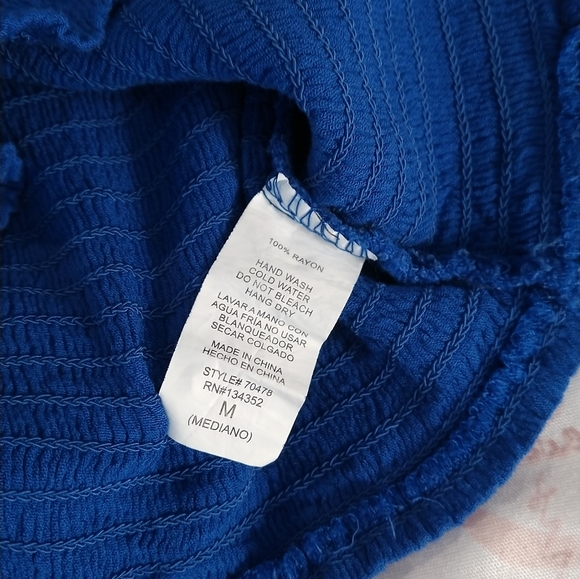 100% RAYON
HAND WASH
COLD WATER
DO NOT BLEACH
HANG DRY
LAVAR A MANO CON
AGUA FRÍA NO USAR
BLANQUEADOR
SECAR COLGADO
MADE IN CHINA
HECHO EN CHINA
STYLE# 70478
RN#134352
M
(MEDIANO)